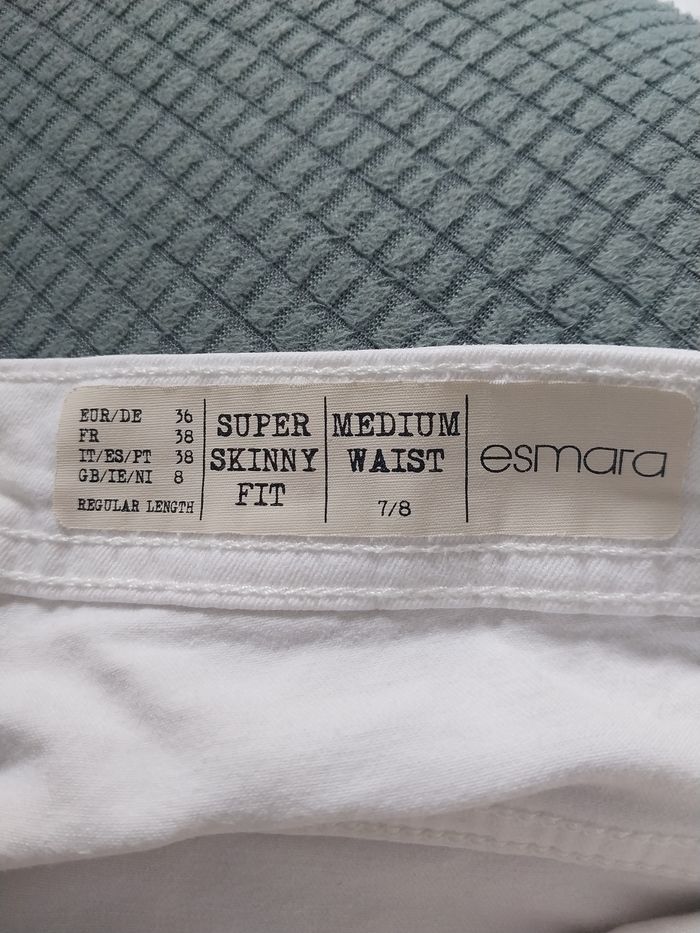 EUR/DE 36
FR 38
IT/ES/PT 38
GB/IE/NI 8
REGULAR LENGTH
SUPER
SKINNY
FIT
MEDIUM
WAIST
7/8
esmara